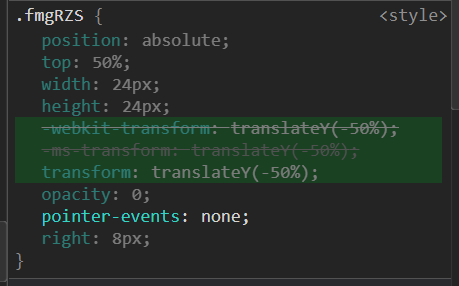 .fmgRZS { <style>
position: absolute;
top: 50%;
width: 24px;
height: 24px;
-webkit-transform: translateY(-50%);
-ms-transform: translateY(-50%);
transform: translateY(-50%);
opacity: 0;
pointer-events: none;
right: 8px;
}